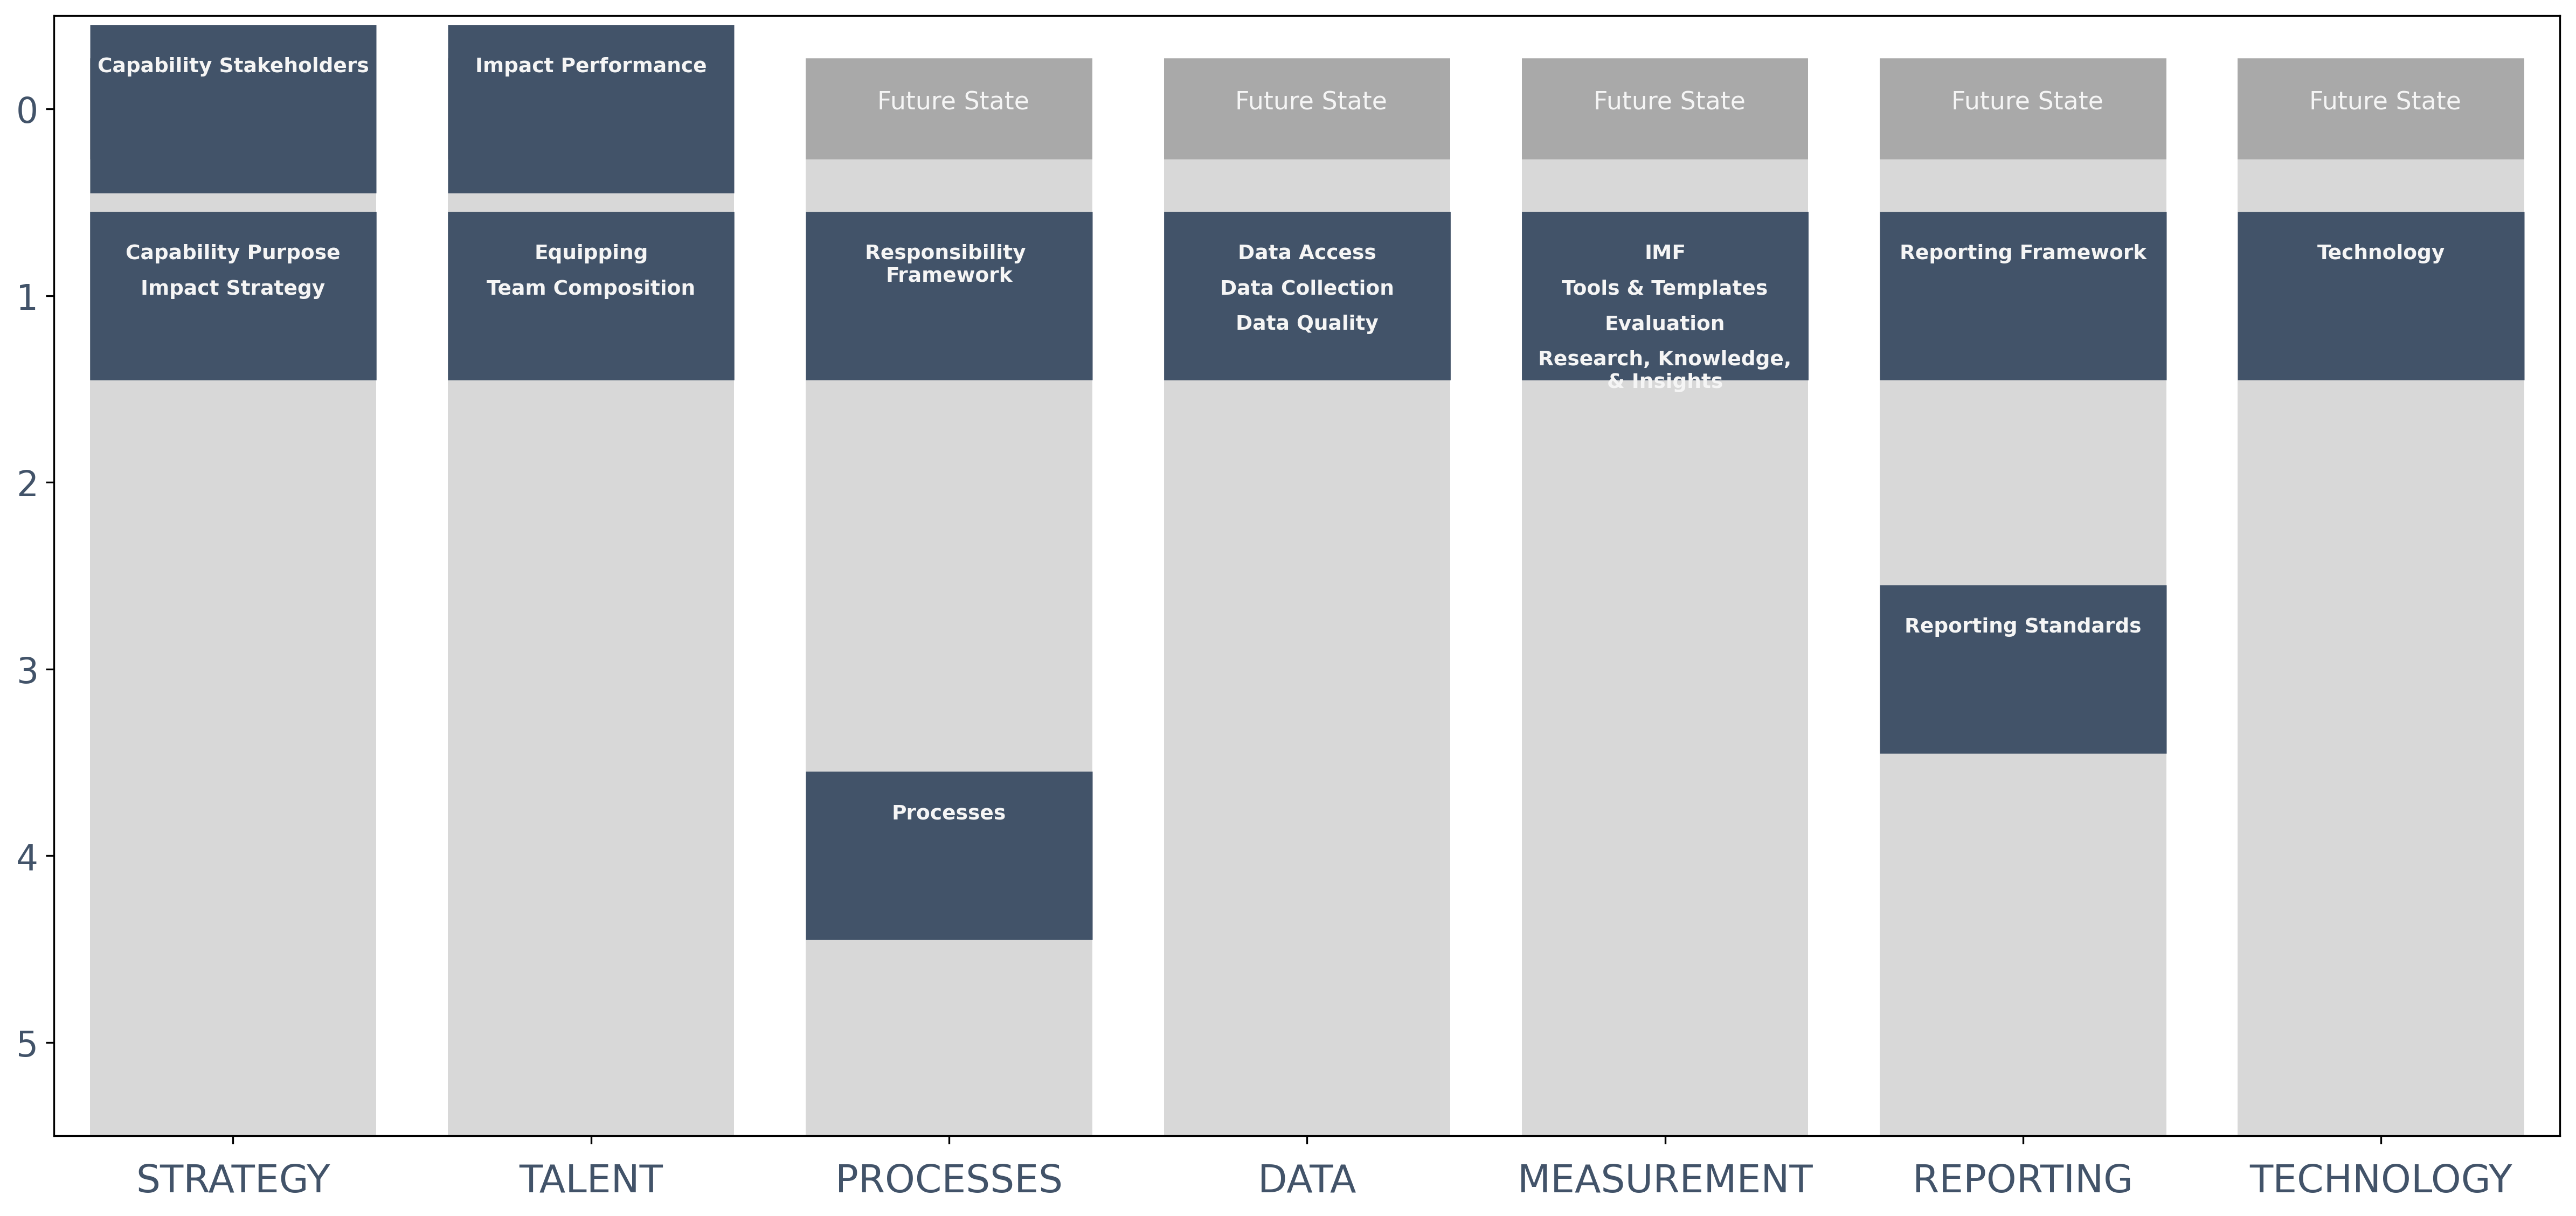 Capability Stakeholders
Impact Performance
0
Future State
Future State
Future State
Future State
Future State
Capability Purpose
Impact Strategy
Equipping
Team Composition
Responsibility
Framework
Data Access
Data Collection
Data Quality
IMF
Tools & Templates
Evaluation
Research, Knowledge,
& Insights
Reporting Framework
Technology
1
2
Reporting Standards
3
Processes
4
5
STRATEGY
TALENT
PROCESSES
DATA
MEASUREMENT
REPORTING
TECHNOLOGY